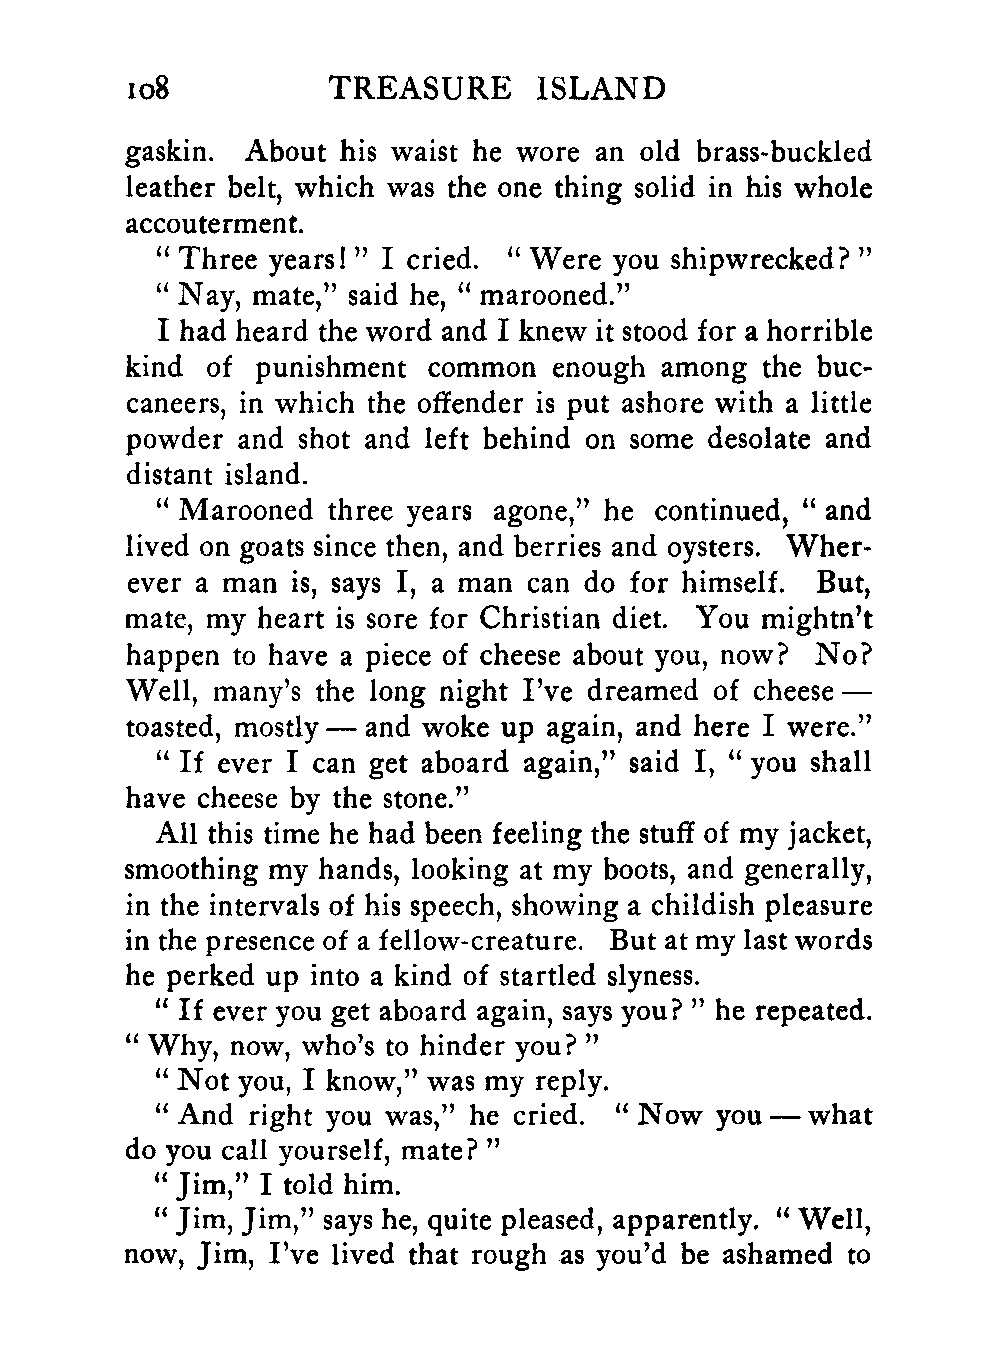 108 TREASURE ISLAND
gaskin. About his waist he wore an old brass-buckled
leather belt, which was the one thing solid in his whole
accouterment.
“ Three years! ” I cried. “ Were you shipwrecked? ”
“ Nay, mate,” said he, “ marooned.”
I had heard the word and I knew it stood for a horrible
kind of punishment common enough among the buc-
caneers, in which the offender is put ashore with a little
powder and shot and left behind on some desolate and
distant island.
“ Marooned three years agone,” he continued, “ and
lived on goats since then, and berries and oysters. Wher-
ever a man is, says I, a man can do for himself. But,
mate, my heart is sore for Christian diet. You mightn’t
happen to have a piece of cheese about you, now? No?
Well, many’s the long night I’ve dreamed of cheese —
toasted, mostly — and woke up again, and here I were.”
“ If ever I can get aboard again,” said I, “ you shall
have cheese by the stone.”
All this time he had been feeling the stuff of my jacket,
smoothing my hands, looking at my boots, and generally,
in the intervals of his speech, showing a childish pleasure
in the presence of a fellow-creature. But at my last words
he perked up into a kind of startled slyness.
“ If ever you get aboard again, says you? ” he repeated.
“ Why, now, who’s to hinder you? ”
“ Not you, I know,” was my reply.
“ And right you was,” he cried. “ Now you — what
do you call yourself, mate? ”
“ Jim,” I told him.
“ Jim, Jim,” says he, quite pleased, apparently. “ Well,
now, Jim, I’ve lived that rough as you’d be ashamed to